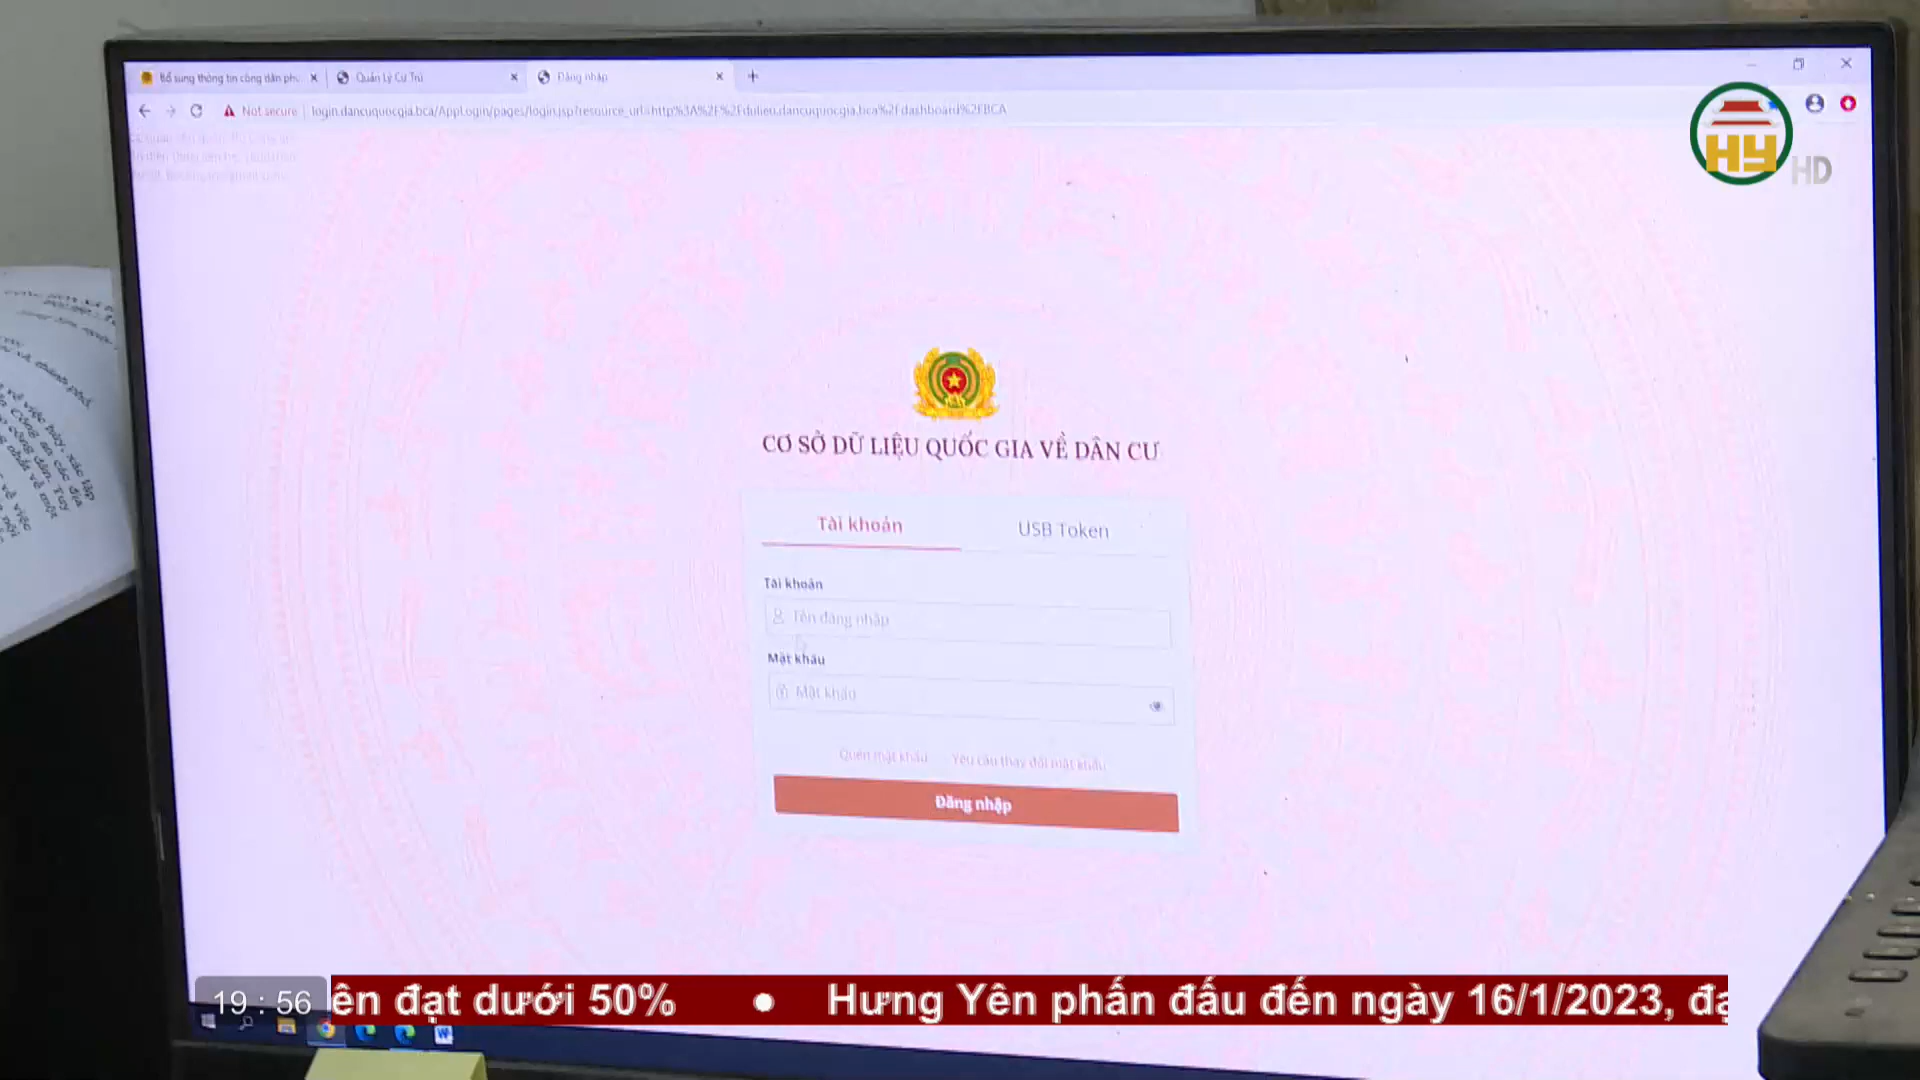 Bổ sung thông tin công dân phụ
Quản Lý Cư Trú
Đăng nhập
Not secure
login.dancuquocgia.bca/AppLogin/pages/login.jsp?resource_url=http%3A%2F%2Fdulieu.dancuquocgia.bca%2Fdashboard%2FBCA
HY
HD
CƠ SỞ DỮ LIỆU QUỐC GIA VỀ DÂN CƯ
Tài khoản
USB Token
Tài khoản
Tên đăng nhập
Mật khẩu
Mật khẩu
Quên mật khẩu
Yêu cầu thay đổi mật khẩu
Đăng nhập
19 : 56
ên đạt dưới 50% • Hưng Yên phấn đấu đến ngày 16/1/2023, đạ